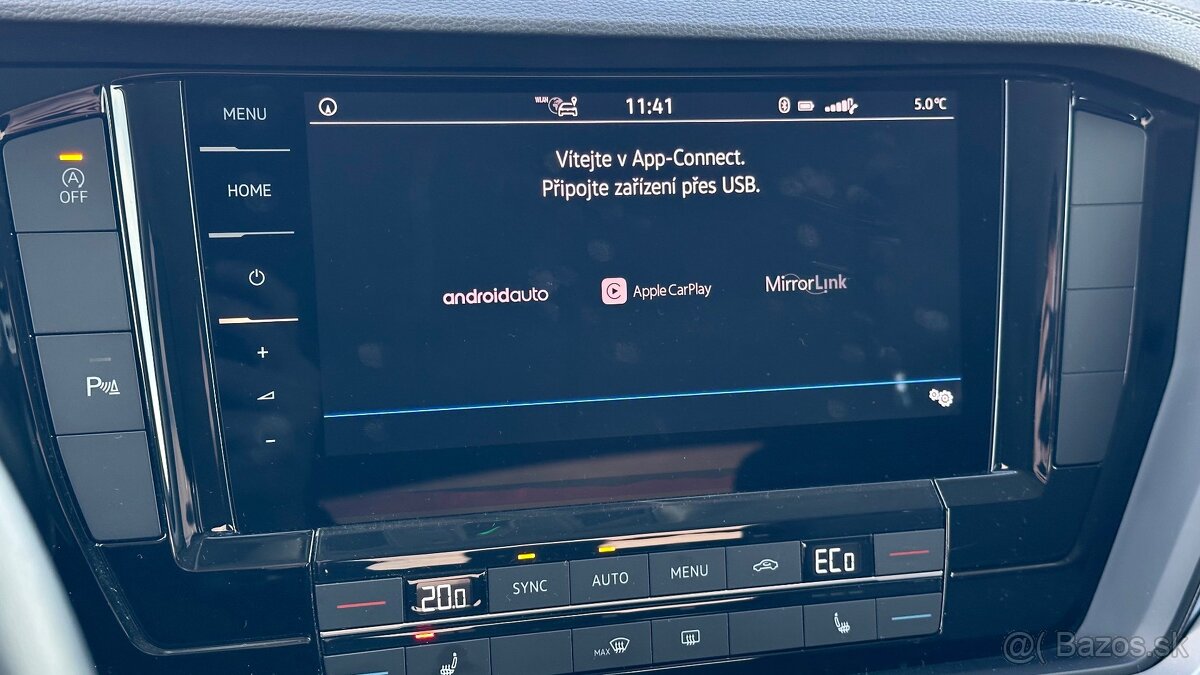 WLAN 11:41 5.0°C
MENU
Vítejte v App-Connect.
Připojte zařízení přes USB.
HOME
A
OFF
androidauto Apple CarPlay MirrorLink
+
P
-
20.0 SYNC AUTO MENU ECo
MAX
@( Bazos.sk